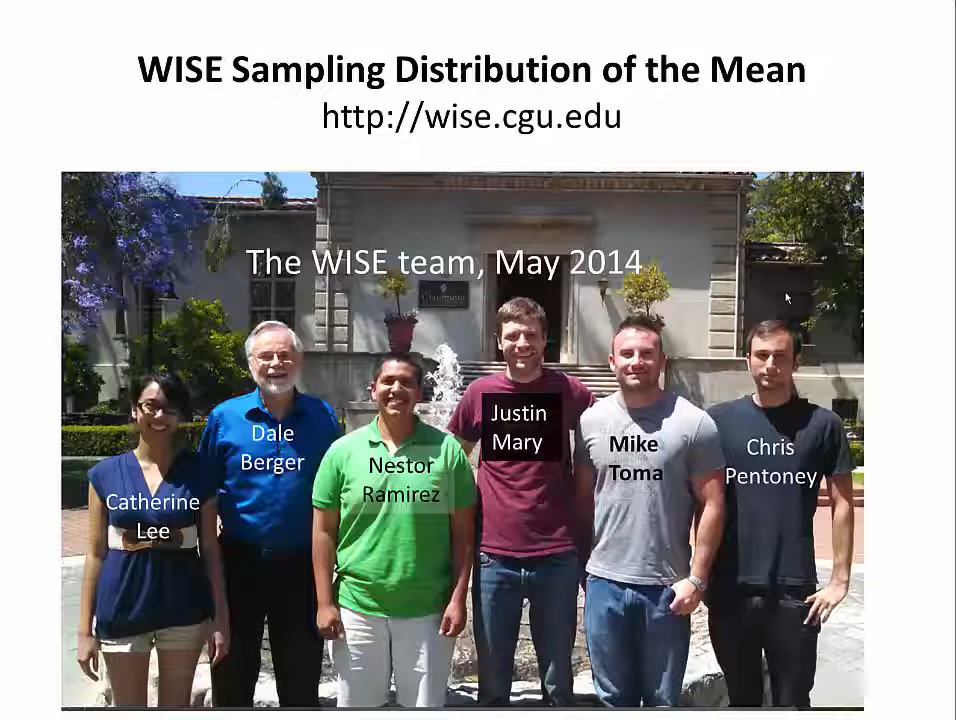 WISE Sampling Distribution of the Mean
http://wise.cgu.edu
The WISE team, May 2014
Claremont
Catherine
Lee
Dale
Berger
Nestor
Ramirez
Justin
Mary
Mike
Toma
Chris
Pentoney